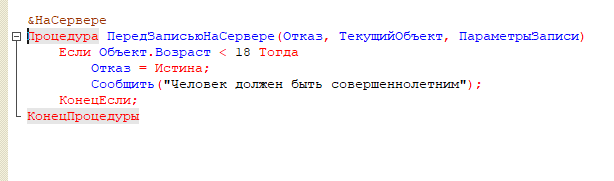 &НаСервере
Процедура ПередЗаписьюНаСервере(Отказ, ТекущийОбъект, ПараметрыЗаписи)
Если Объект.Возраст < 18 Тогда
Отказ = Истина;
Сообщить("Человек должен быть совершеннолетним");
КонецЕсли;
КонецПроцедуры